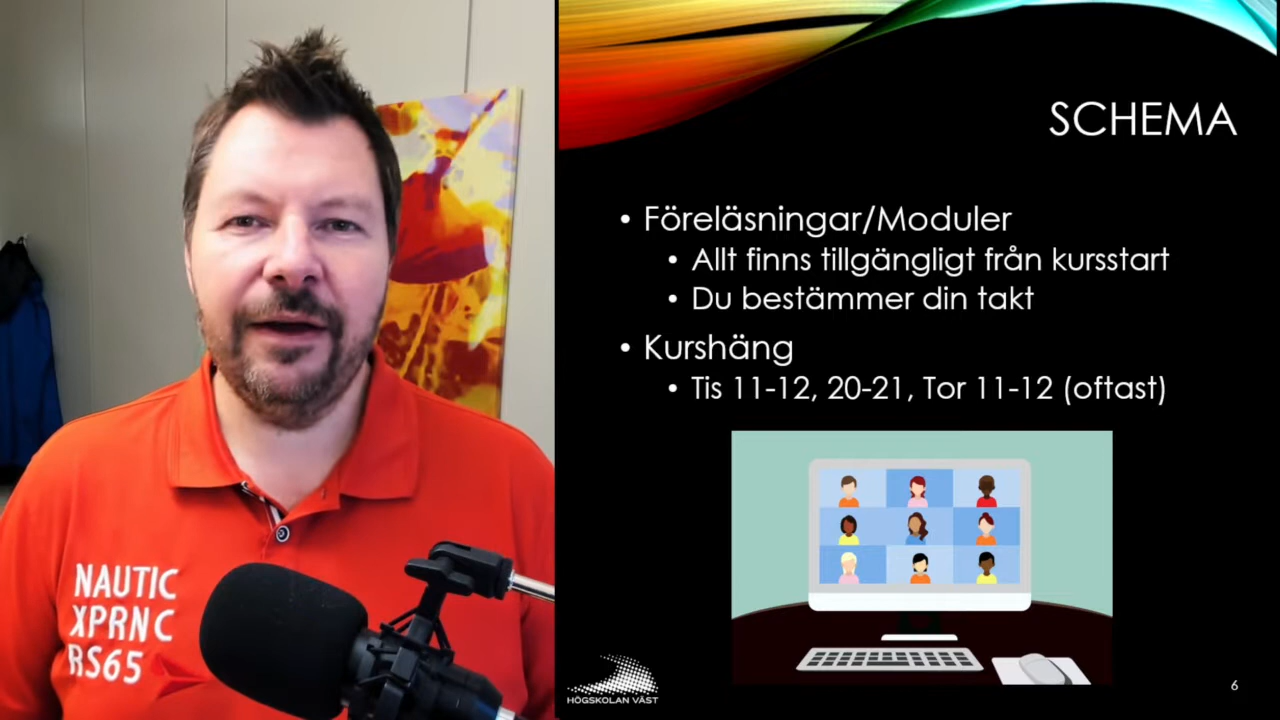 SCHEMA
• Föreläsningar/Moduler
• Allt finns tillgängligt från kursstart
• Du bestämmer din takt
• Kurshäng
• Tis 11-12, 20-21, Tor 11-12 (oftast)
NAUTIC
XPRNC
RS65
HÖGSKOLAN VÄST
6